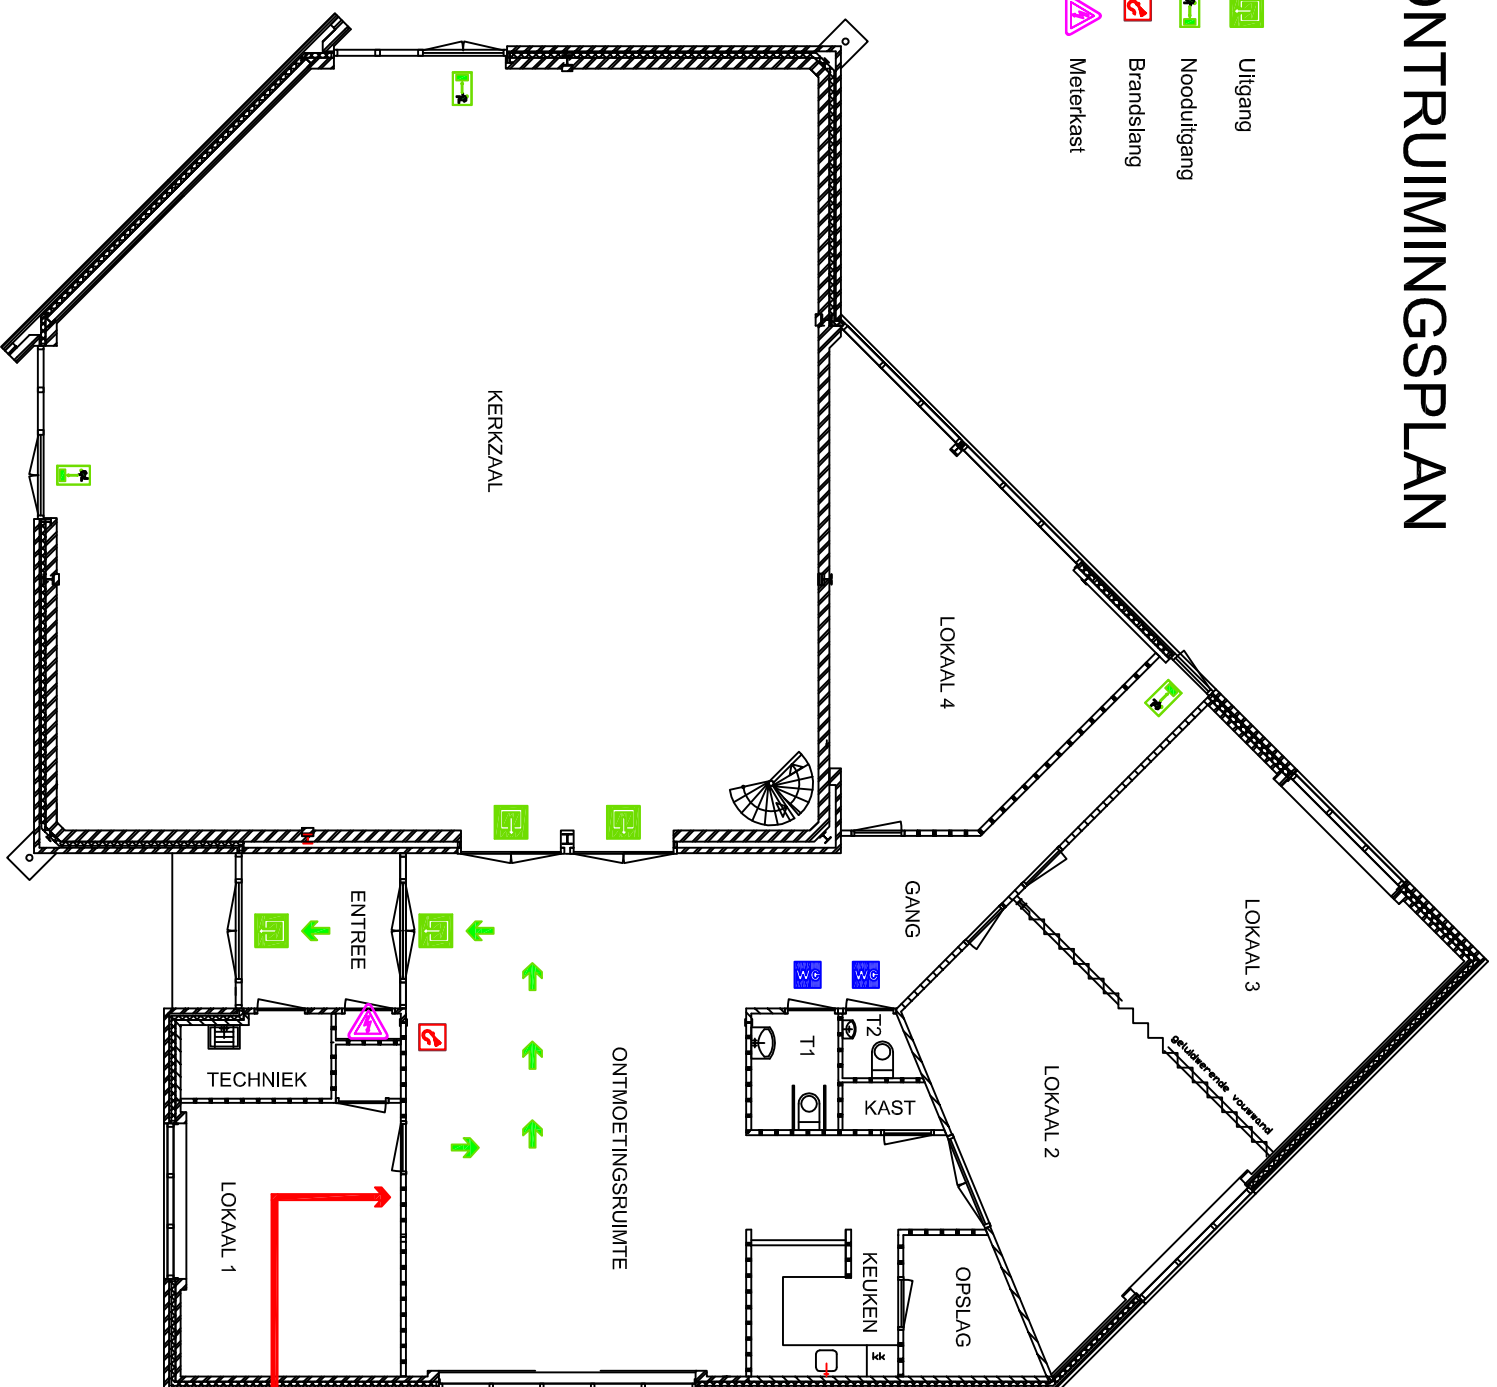 ONTRUIMINGSPLAN
Uitgang
Nooduitgang
Brandslang
Meterkast
KERKZAAL
LOKAAL 4
LOKAAL 3
geluidwerende vouwwand
LOKAAL 2
GANG
WC
WC
T2
T1
KAST
ENTREE
TECHNIEK
ONTMOETINGSRUIMTE
LOKAAL 1
KEUKEN
kk
OPSLAG